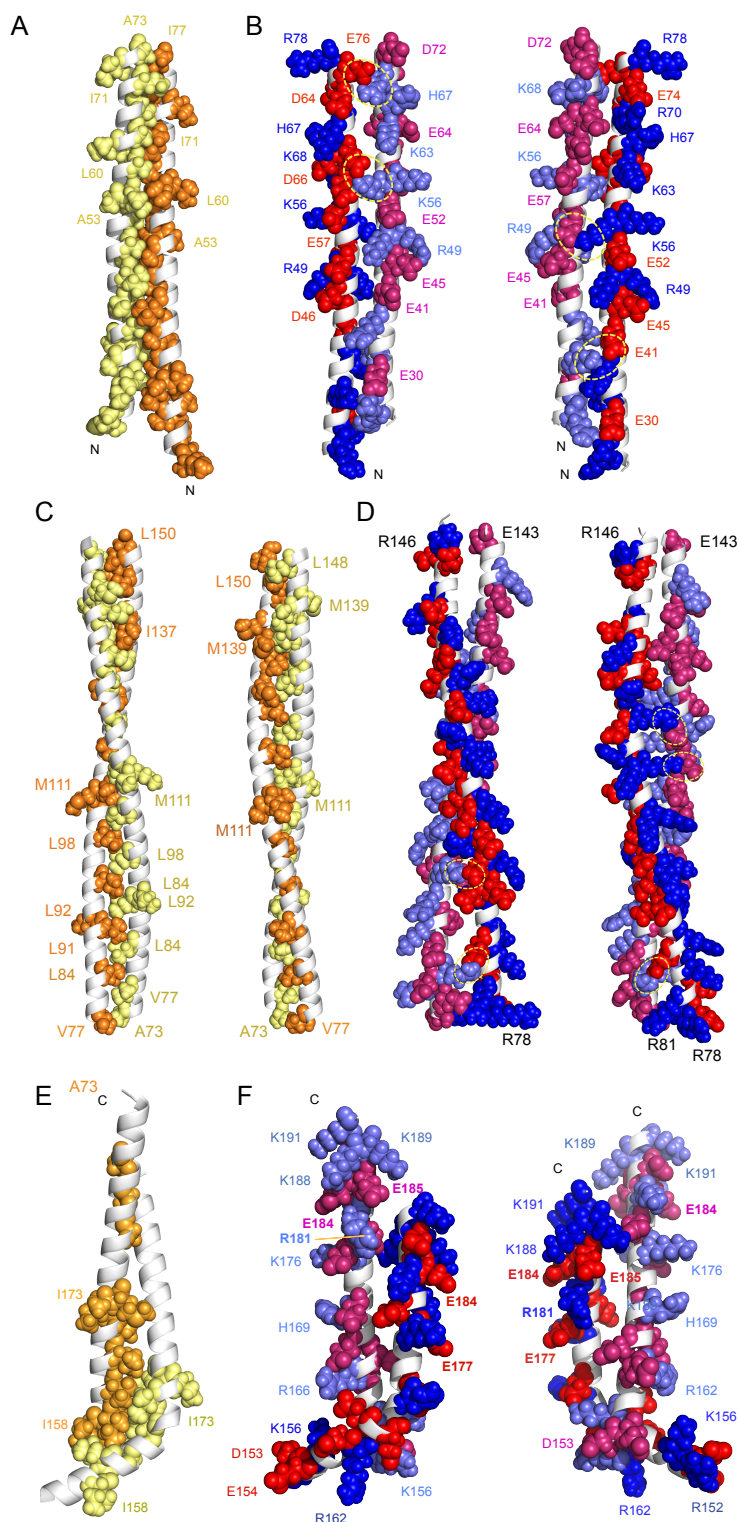 A
A73
I77
I71
I71
L60
L60
A53
A53
N
N
B
R78
E76
D72
D64
H67
H67
E64
K68
K63
D66
K56
K56
E52
E57
R49
R49
E45
D46
E41
E30
N
D72
R78
K68
E74
R70
E64
H67
K56
K63
E57
R49
K56
E52
E45
R49
E41
E45
E41
E30
N
N
C
L150
I137
M111
M111
L98
L98
L84
L92
L92
L91
L84
L84
V77
V77
A73
L148
L150
M139
M139
M111
M111
A73
V77
D
R146
E143
R78
R146
E143
R81
R78
E
A73
C
I173
I158
I173
I158
F
C
K191
K189
K188
E185
E184
R181
K176
E184
H169
E177
R166
K156
D153
E154
K156
R162
C
K189
C
K191
K191
E184
K188
K176
E184
E185
R181
H169
E177
R162
K156
D153
R162
R152